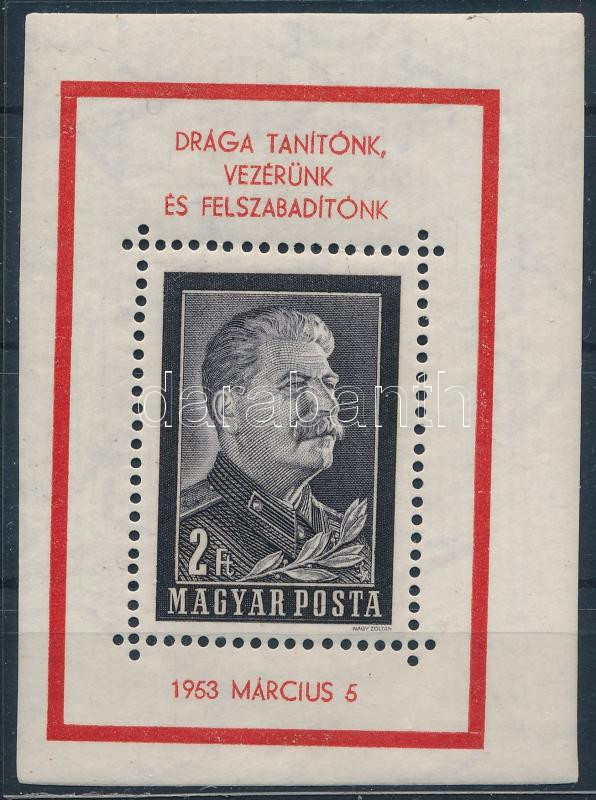 DRÁGA TANÍTÓNK,
VEZÉRÜNK
ÉS FELSZABADÍTÓNK
darabanth
2 Ft
MAGYAR POSTA
NAGY ZOLTÁN
1953 MÁRCIUS 5